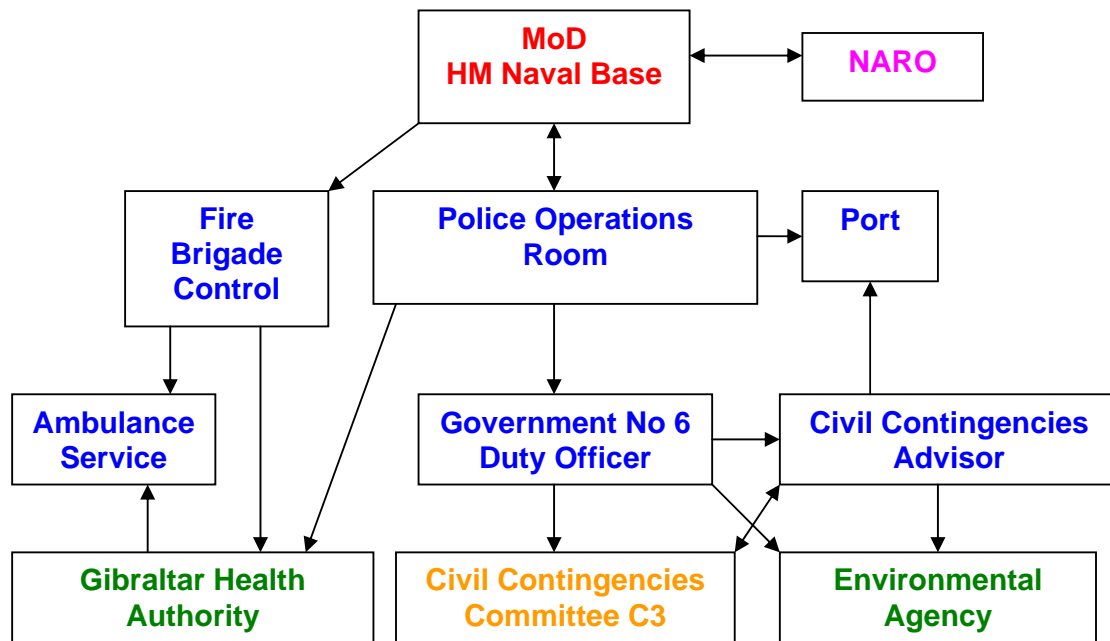 MoD
HM Naval Base
NARO
Fire
Brigade
Control
Police Operations
Room
Port
Ambulance
Service
Government No 6
Duty Officer
Civil Contingencies
Advisor
Gibraltar Health
Authority
Civil Contingencies
Committee C3
Environmental
Agency